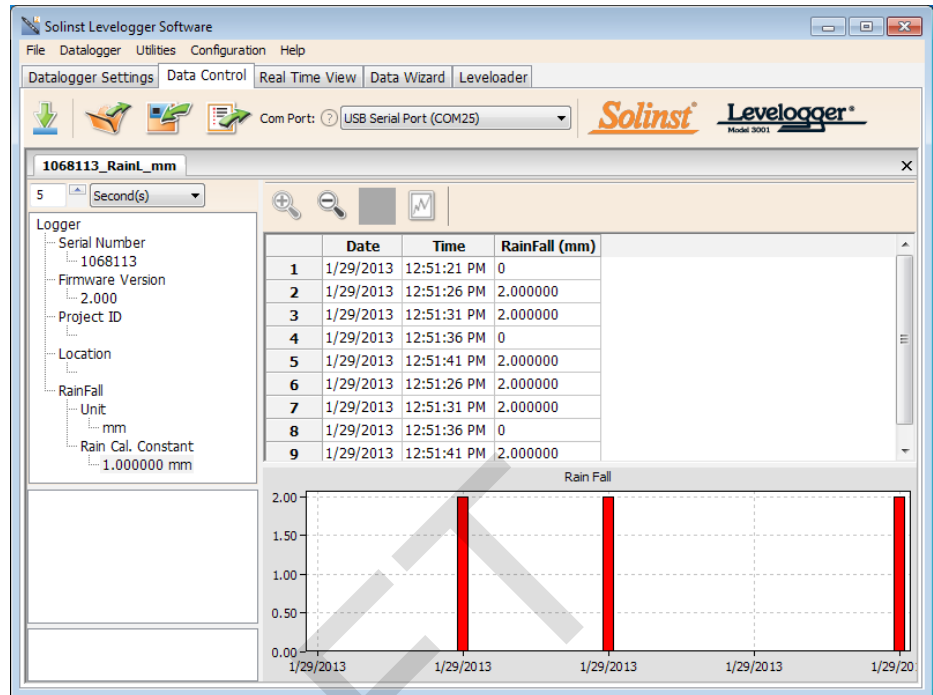 Solinst Levelogger Software
File Datalogger Utilities Configuration Help
Datalogger Settings Data Control Real Time View Data Wizard Leveloader
Com Port: ? USB Serial Port (COM25) Solinst® Levelogger®
Model 3001
1068113_RainL_mm X
5 Second(s)
Logger
Serial Number
1068113
Firmware Version
2.000
Project ID
Location
RainFall
Unit
mm
Rain Cal. Constant
1.000000 mm
Date Time RainFall (mm)
1 1/29/2013 12:51:21 PM 0
2 1/29/2013 12:51:26 PM 2.000000
3 1/29/2013 12:51:31 PM 2.000000
4 1/29/2013 12:51:36 PM 0
5 1/29/2013 12:51:41 PM 2.000000
6 1/29/2013 12:51:26 PM 2.000000
7 1/29/2013 12:51:31 PM 2.000000
8 1/29/2013 12:51:36 PM 0
9 1/29/2013 12:51:41 PM 2.000000
Rain Fall
2.00
1.50
1.00
0.50
0.00
1/29/2013 1/29/2013 1/29/2013 1/29/2013 1/29/20
FT